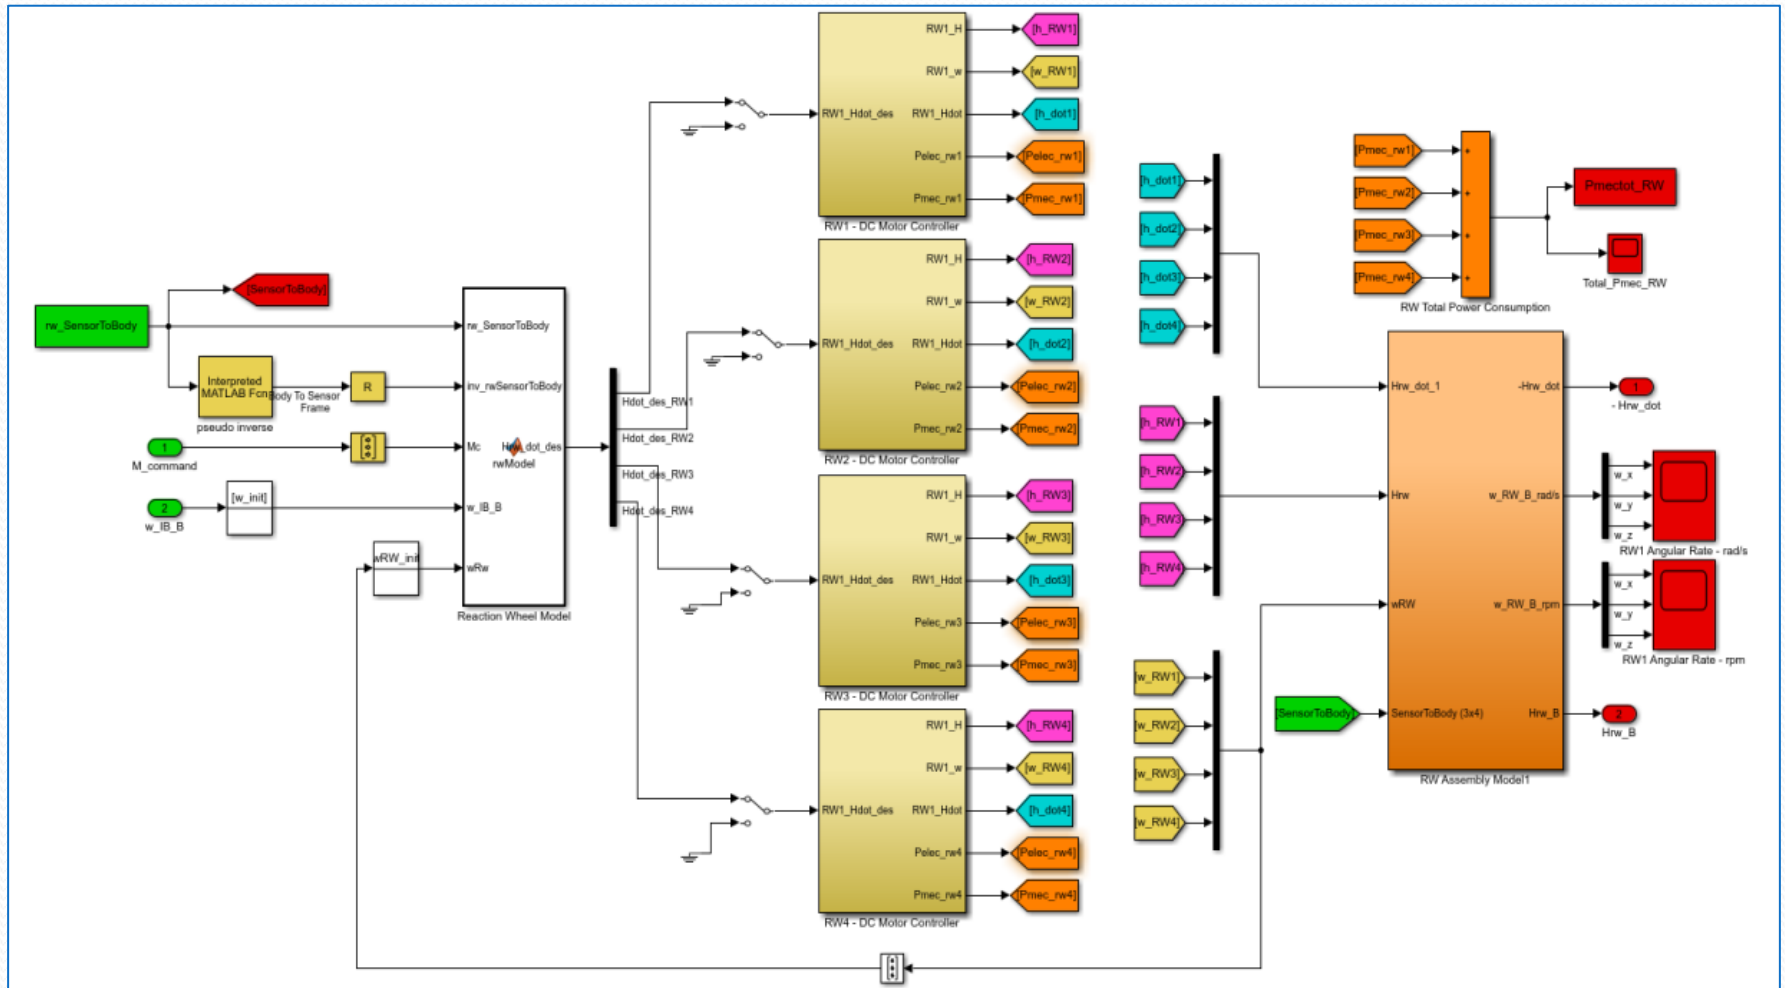 rw_SensorToBody
[SensorToBody]
Interpreted
MATLAB Fcn
pseudo inverse
Body To Sensor
Frame
R
1
M_command
2
w_IB_B
[w_init]
wRW_init
rw_SensorToBody
inv_rwSensorToBody
Mc
Hrw_dot_des
rwModel
w_IB_B
wRw
Reaction Wheel Model
Hdot_des_RW1
Hdot_des_RW2
Hdot_des_RW3
Hdot_des_RW4
RW1_Hdot_des
RW1_H
RW1_w
RW1_Hdot
Pelec_rw1
Pmec_rw1
[h_RW1]
[w_RW1]
[h_dot1]
[Pelec_rw1]
[Pmec_rw1]
RW1 - DC Motor Controller
RW1_Hdot_des
RW1_H
RW1_w
RW1_Hdot
Pelec_rw2
Pmec_rw2
[h_RW2]
[w_RW2]
[h_dot2]
[Pelec_rw2]
[Pmec_rw2]
RW2 - DC Motor Controller
RW1_Hdot_des
RW1_H
RW1_w
RW1_Hdot
Pelec_rw3
Pmec_rw3
[h_RW3]
[w_RW3]
[h_dot3]
[Pelec_rw3]
[Pmec_rw3]
RW3 - DC Motor Controller
RW1_Hdot_des
RW1_H
RW1_w
RW1_Hdot
Pelec_rw4
Pmec_rw4
[h_RW4]
[w_RW4]
[h_dot4]
[Pelec_rw4]
[Pmec_rw4]
RW4 - DC Motor Controller
[h_dot1]
[h_dot2]
[h_dot3]
[h_dot4]
[h_RW1]
[h_RW2]
[h_RW3]
[h_RW4]
[w_RW1]
[w_RW2]
[w_RW3]
[w_RW4]
[Pmec_rw1]
[Pmec_rw2]
[Pmec_rw3]
[Pmec_rw4]
+
+
+
+
RW Total Power Consumption
Pmectot_RW
Total_Pmec_RW
[SensorToBody]
Hrw_dot_1
Hrw
wRW
SensorToBody (3x4)
-Hrw_dot
w_RW_B_rad/s
w_RW_B_rpm
Hrw_B
RW Assembly Model1
1
- Hrw_dot
w_x
w_y
w_z
RW1 Angular Rate - rad/s
w_x
w_y
w_z
RW1 Angular Rate - rpm
2
Hrw_B